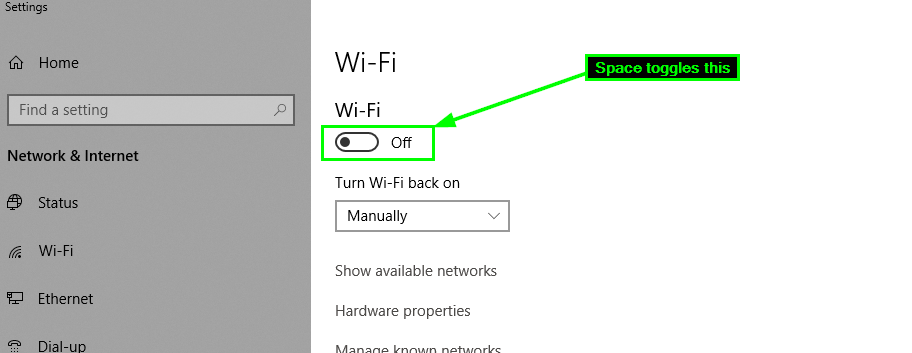 Settings
Home
Find a setting
Network & Internet
Status
Wi-Fi
Ethernet
Dial-up
Wi-Fi
Wi-Fi
Off
Space toggles this
Turn Wi-Fi back on
Manually
Show available networks
Hardware properties
Manage known networks